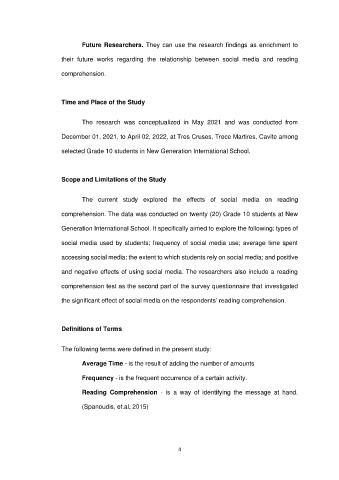 Future Researchers. They can use the research findings as enrichment to
their future works regarding the relationship between social media and reading
comprehension.
Time and Place of the Study
The research was conceptualized in May 2021 and was conducted from
December 01, 2021, to April 02, 2022, at Tres Cruses, Trece Martires, Cavite among
selected Grade 10 students in New Generation International School.
Scope and Limitations of the Study
The current study explored the effects of social media on reading
comprehension. The data was conducted on twenty (20) Grade 10 students at New
Generation International School. It specifically aimed to explore the following: types of
social media used by students; frequency of social media use; average time spent
accessing social media; the extent to which students rely on social media; and positive
and negative effects of using social media. The researchers also include a reading
comprehension test as the second part of the survey questionnaire that investigated
the significant effect of social media on the respondents' reading comprehension.
Definitions of Terms
The following terms were defined in the present study:
Average Time - is the result of adding the number of amounts
Frequency - is the frequent occurrence of a certain activity.
Reading Comprehension - is a way of identifying the message at hand.
(Spanoudis, et.al, 2015)